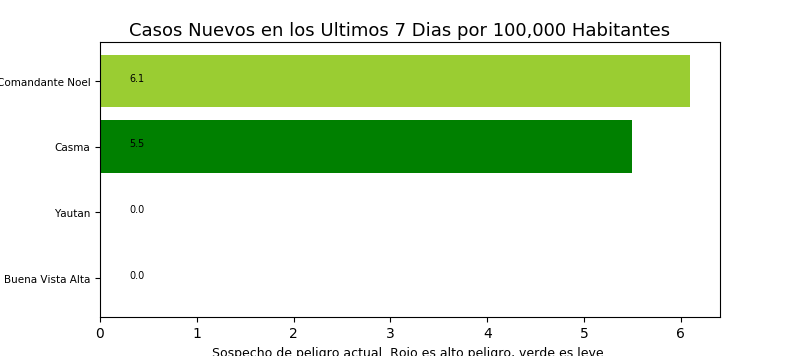 Casos Nuevos en los Ultimos 7 Dias por 100,000 Habitantes
Comandante Noel 6.1
Casma 5.5
Yautan 0.0
Buena Vista Alta 0.0
0 1 2 3 4 5 6
Sospecho de peligro actual. Rojo es alto peligro, verde es leve